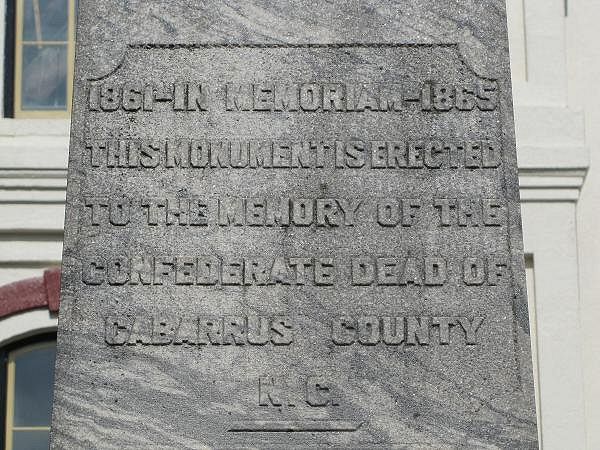 1861-IN MEMORIAM-1865
THIS MONUMENT IS ERECTED
TO THE MEMORY OF THE
CONFEDERATE DEAD OF
CABARRUS COUNTY
N.C.